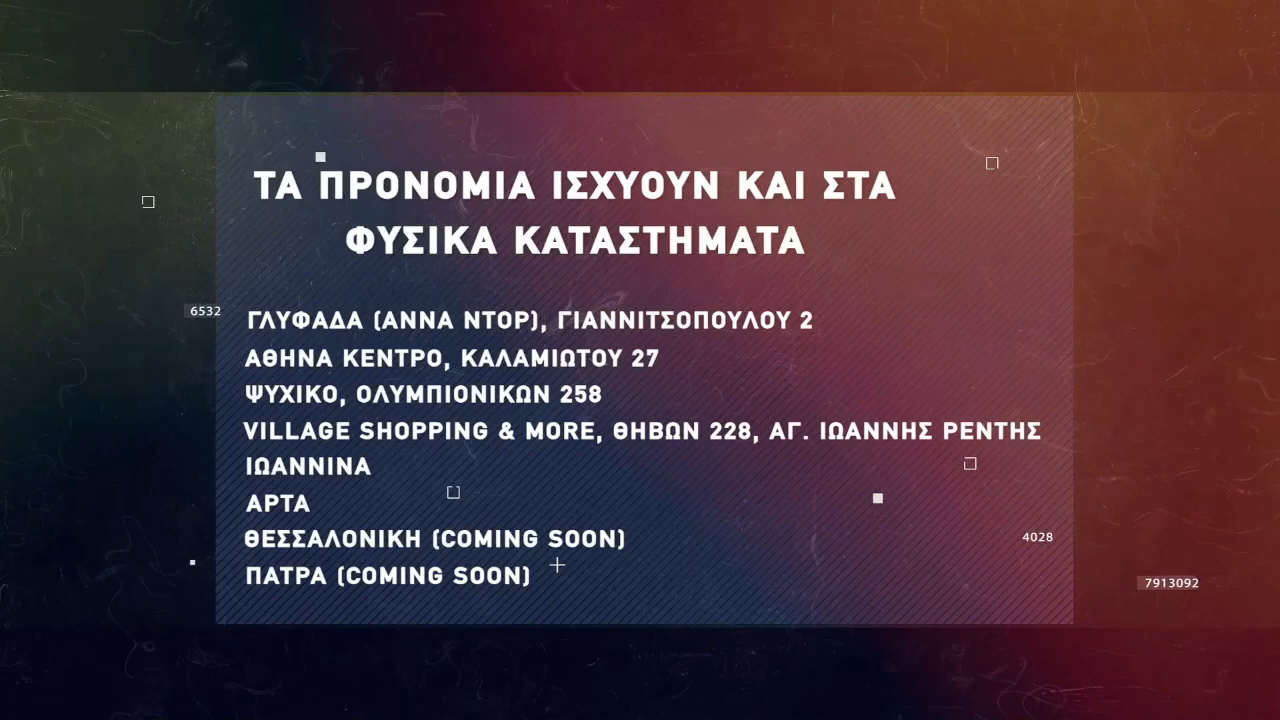 ΤΑ ΠΡΟΝΟΜΙΑ ΙΣΧΥΟΥΝ ΚΑΙ ΣΤΑ
ΦΥΣΙΚΑ ΚΑΤΑΣΤΗΜΑΤΑ
6532
ΓΛΥΦΑΔΑ (ΑΝΝΑ ΝΤΟΡ), ΓΙΑΝΝΙΤΣΟΠΟΥΛΟΥ 2
ΑΘΗΝΑ ΚΕΝΤΡΟ, ΚΑΛΑΜΙΩΤΟΥ 27
ΨΥΧΙΚΟ, ΟΛΥΜΠΙΟΝΙΚΩΝ 258
VILLAGE SHOPPING & MORE, ΘΗΒΩΝ 228, ΑΓ. ΙΩΑΝΝΗΣ ΡΕΝΤΗΣ
ΙΩΑΝΝΙΝΑ
ΑΡΤΑ
ΘΕΣΣΑΛΟΝΙΚΗ (COMING SOON)
4028
ΠΑΤΡΑ (COMING SOON)
7913092